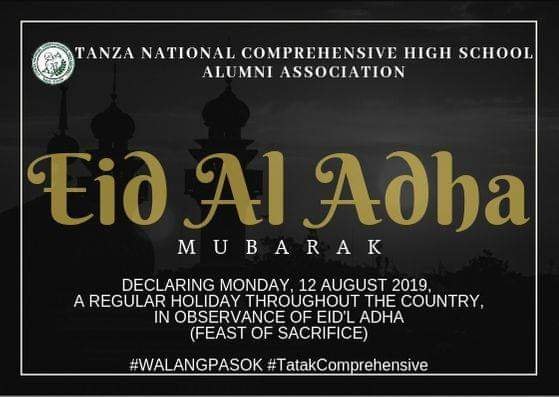 TANZA NATIONAL COMPREHENSIVE HIGH SCHOOL
ALUMNI ASSOCIATION
Eid Al Adha
MUBARAK
DECLARING MONDAY, 12 AUGUST 2019,
A REGULAR HOLIDAY THROUGHOUT THE COUNTRY,
IN OBSERVANCE OF EID'L ADHA
(FEAST OF SACRIFICE)
#WALANGPASOK #TatakComprehensive